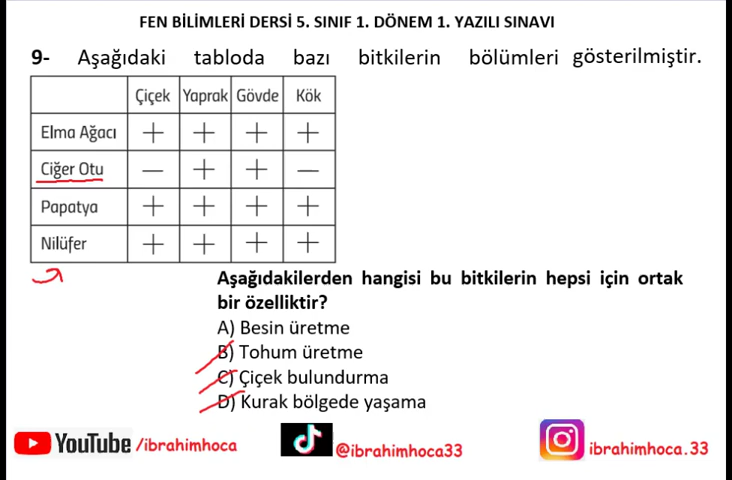 FEN BİLİMLERİ DERSİ 5. SINIF 1. DÖNEM 1. YAZILI SINAVI
9- Aşağıdaki tabloda bazı bitkilerin bölümleri gösterilmiştir.
Çiçek Yaprak Gövde Kök
Elma Ağacı + + + +
Ciğer Otu — + + —
Papatya + + + +
Nilüfer + + + +
Aşağıdakilerden hangisi bu bitkilerin hepsi için ortak
bir özelliktir?
A) Besin üretme
B) Tohum üretme
C) Çiçek bulundurma
D) Kurak bölgede yaşama
YouTube /ibrahimhoca
@ibrahimhoca33
ibrahimhoca.33